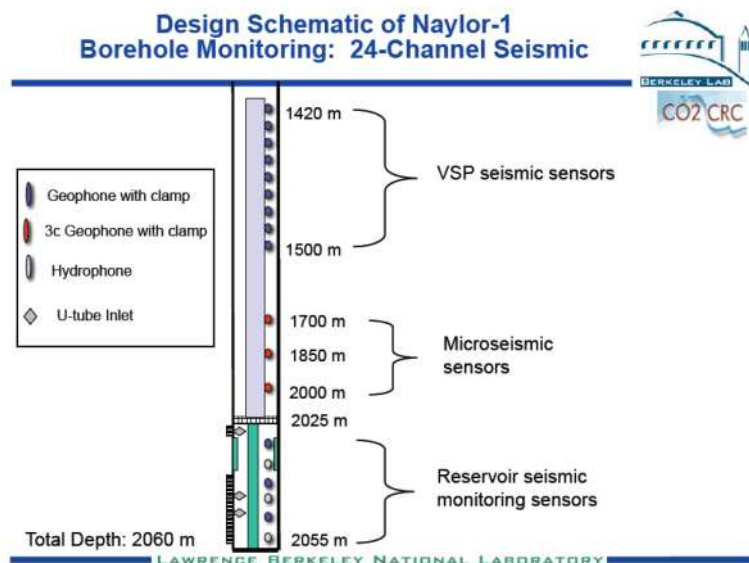 Design Schematic of Naylor-1
Borehole Monitoring: 24-Channel Seismic
BERKELEY LAB
CO2 CRC
1420 m
VSP seismic sensors
Geophone with clamp
3c Geophone with clamp
Hydrophone
U-tube Inlet
1500 m
1700 m
Microseismic
sensors
1850 m
2000 m
2025 m
Reservoir seismic
monitoring sensors
Total Depth: 2060 m
2055 m
LAWRENCE BERKELEY NATIONAL LABORATORY